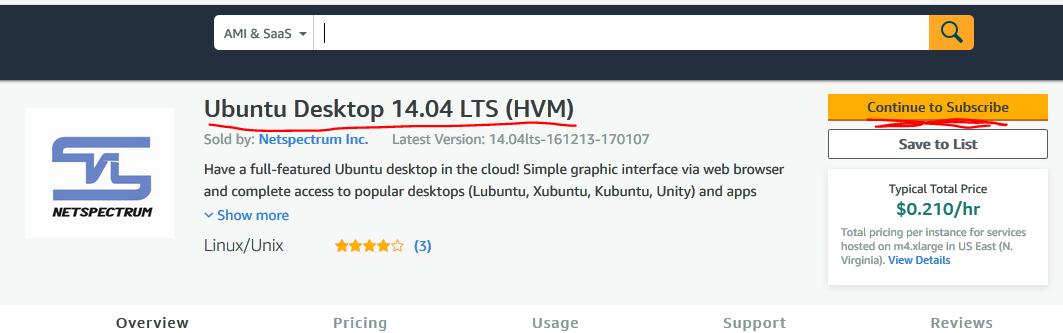 AMI & SaaS
Ubuntu Desktop 14.04 LTS (HVM)
Sold by: Netspectrum Inc. Latest Version: 14.04lts-161213-170107
Have a full-featured Ubuntu desktop in the cloud! Simple graphic interface via web browser
and complete access to popular desktops (Lubuntu, Xubuntu, Kubuntu, Unity) and apps
Show more
Linux/Unix (3)
NETSPECTRUM
Continue to Subscribe
Save to List
Typical Total Price
$0.210/hr
Total pricing per instance for services
hosted on m4.xlarge in US East (N.
Virginia). View Details
Overview Pricing Usage Support Reviews